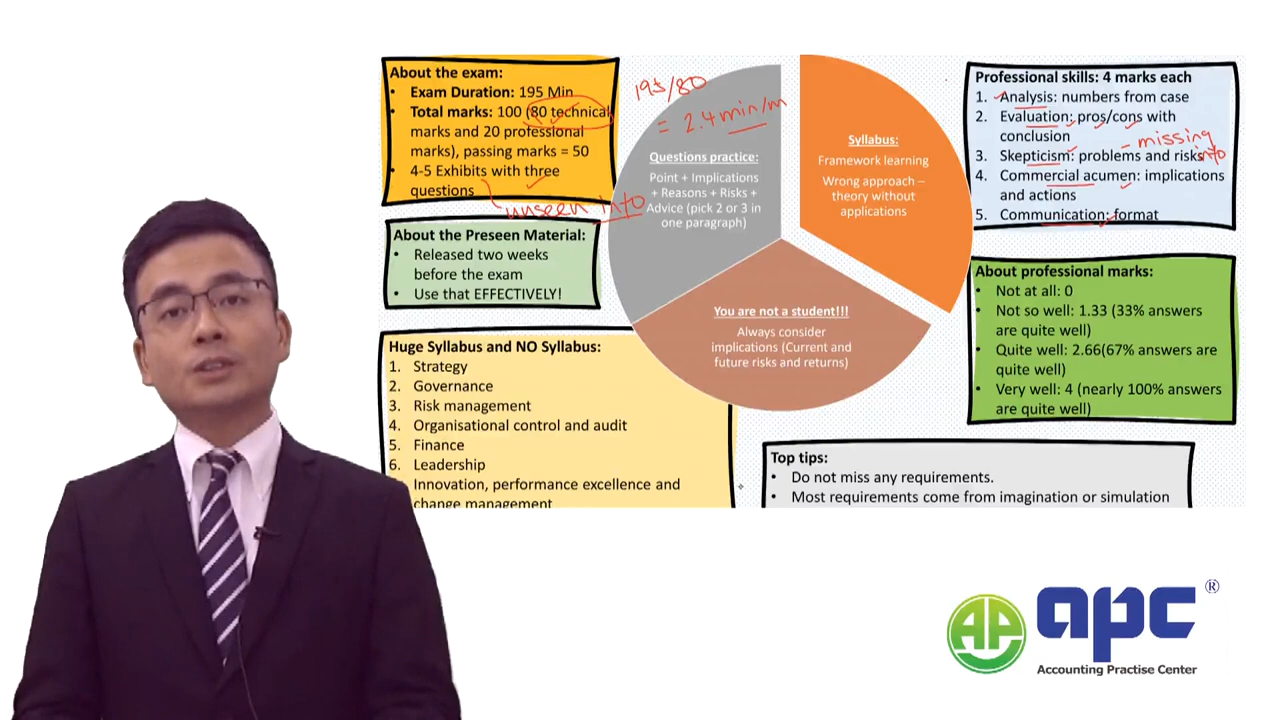 About the exam:
• Exam Duration: 195 Min
• Total marks: 100 (80 technical
marks and 20 professional
marks), passing marks = 50
• 4-5 Exhibits with three
questions
unseen info
About the Preseen Material:
• Released two weeks
before the exam
• Use that EFFECTIVELY!
Huge Syllabus and NO Syllabus:
1. Strategy
2. Governance
3. Risk management
4. Organisational control and audit
5. Finance
6. Leadership
Innovation, performance excellence and
change management
195/80
= 2.4 min/m
Questions practice:
Point + Implications
+ Reasons + Risks +
Advice (pick 2 or 3 in
one paragraph)
Syllabus:
Framework learning
Wrong approach –
theory without
applications
You are not a student!!!
Always consider
implications (Current and
future risks and returns)
Professional skills: 4 marks each
1. Analysis: numbers from case
2. Evaluation: pros/cons with
conclusion
- missing
info
3. Skepticism: problems and risks
4. Commercial acumen: implications
and actions
5. Communication: format
About professional marks:
• Not at all: 0
• Not so well: 1.33 (33% answers
are quite well)
• Quite well: 2.66(67% answers are
quite well)
• Very well: 4 (nearly 100% answers
are quite well)
Top tips:
• Do not miss any requirements.
• Most requirements come from imagination or simulation
AP
apc ®
Accounting Practise Center